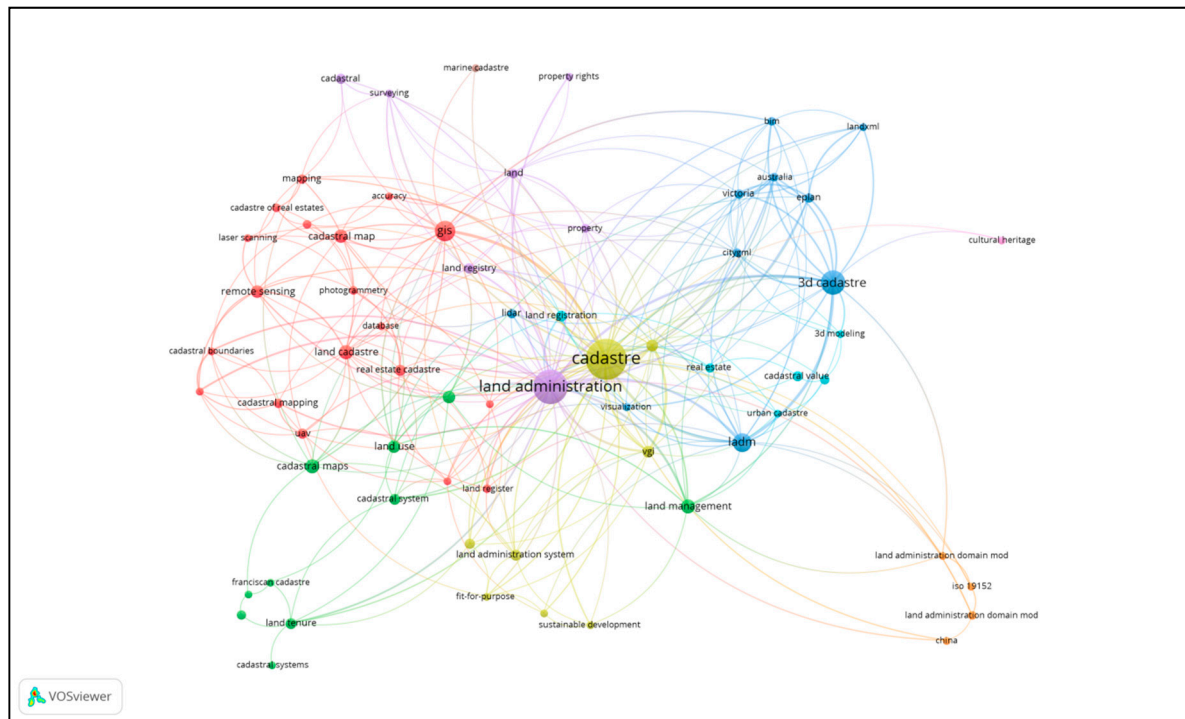 marine cadastre
property rights
cadastral
surveying
bim
landxml
land
mapping
australia
victoria
eplan
accuracy
cadastre of real estates
property
gis
cadastral map
laser scanning
cultural heritage
citygml
land registry
3d cadastre
remote sensing
photogrammetry
lidar
land registration
database
3d modeling
cadastral boundaries
land cadastre
cadastre
real estate cadastre
real estate
cadastral value
land administration
cadastral mapping
visualization
urban cadastre
uav
land use
ladm
vgi
cadastral maps
land register
cadastral system
land management
land administration system
land administration domain mod
franciscan cadastre
iso 19152
fit-for-purpose
land administration domain mod
land tenure
sustainable development
china
cadastral systems
VOSviewer